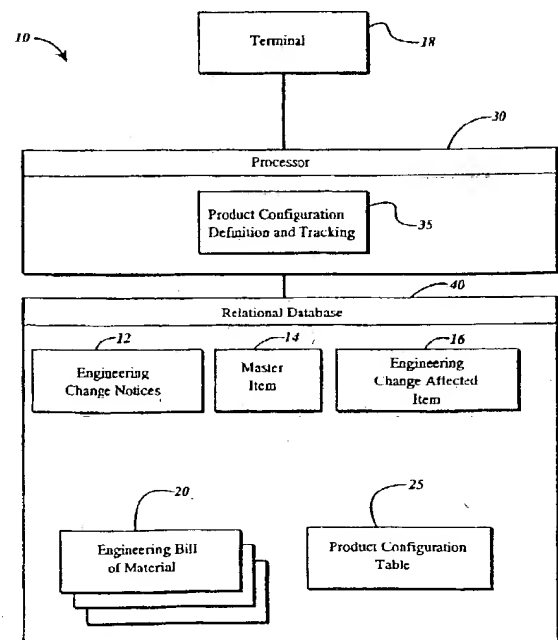 10
Terminal
18
30
Processor
Product Configuration
Definition and Tracking
35
40
Relational Database
12
14
16
Engineering
Change Notices
Master
Item
Engineering
Change Affected
Item
20
25
Engineering Bill
of Material
Product Configuration
Table